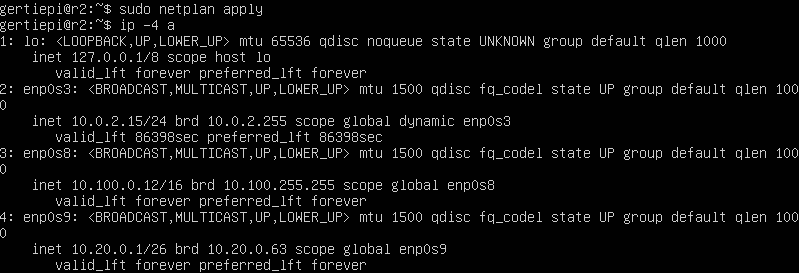 gertiepi@r2:~$ sudo netplan apply
gertiepi@r2:~$ ip -4 a
1: lo: <LOOPBACK,UP,LOWER_UP> mtu 65536 qdisc noqueue state UNKNOWN group default qlen 1000
    inet 127.0.0.1/8 scope host lo
       valid_lft forever preferred_lft forever
2: enp0s3: <BROADCAST,MULTICAST,UP,LOWER_UP> mtu 1500 qdisc fq_codel state UP group default qlen 100
0
    inet 10.0.2.15/24 brd 10.0.2.255 scope global dynamic enp0s3
       valid_lft 86398sec preferred_lft 86398sec
3: enp0s8: <BROADCAST,MULTICAST,UP,LOWER_UP> mtu 1500 qdisc fq_codel state UP group default qlen 100
0
    inet 10.100.0.12/16 brd 10.100.255.255 scope global enp0s8
       valid_lft forever preferred_lft forever
4: enp0s9: <BROADCAST,MULTICAST,UP,LOWER_UP> mtu 1500 qdisc fq_codel state UP group default qlen 100
0
    inet 10.20.0.1/26 brd 10.20.0.63 scope global enp0s9
       valid_lft forever preferred_lft forever